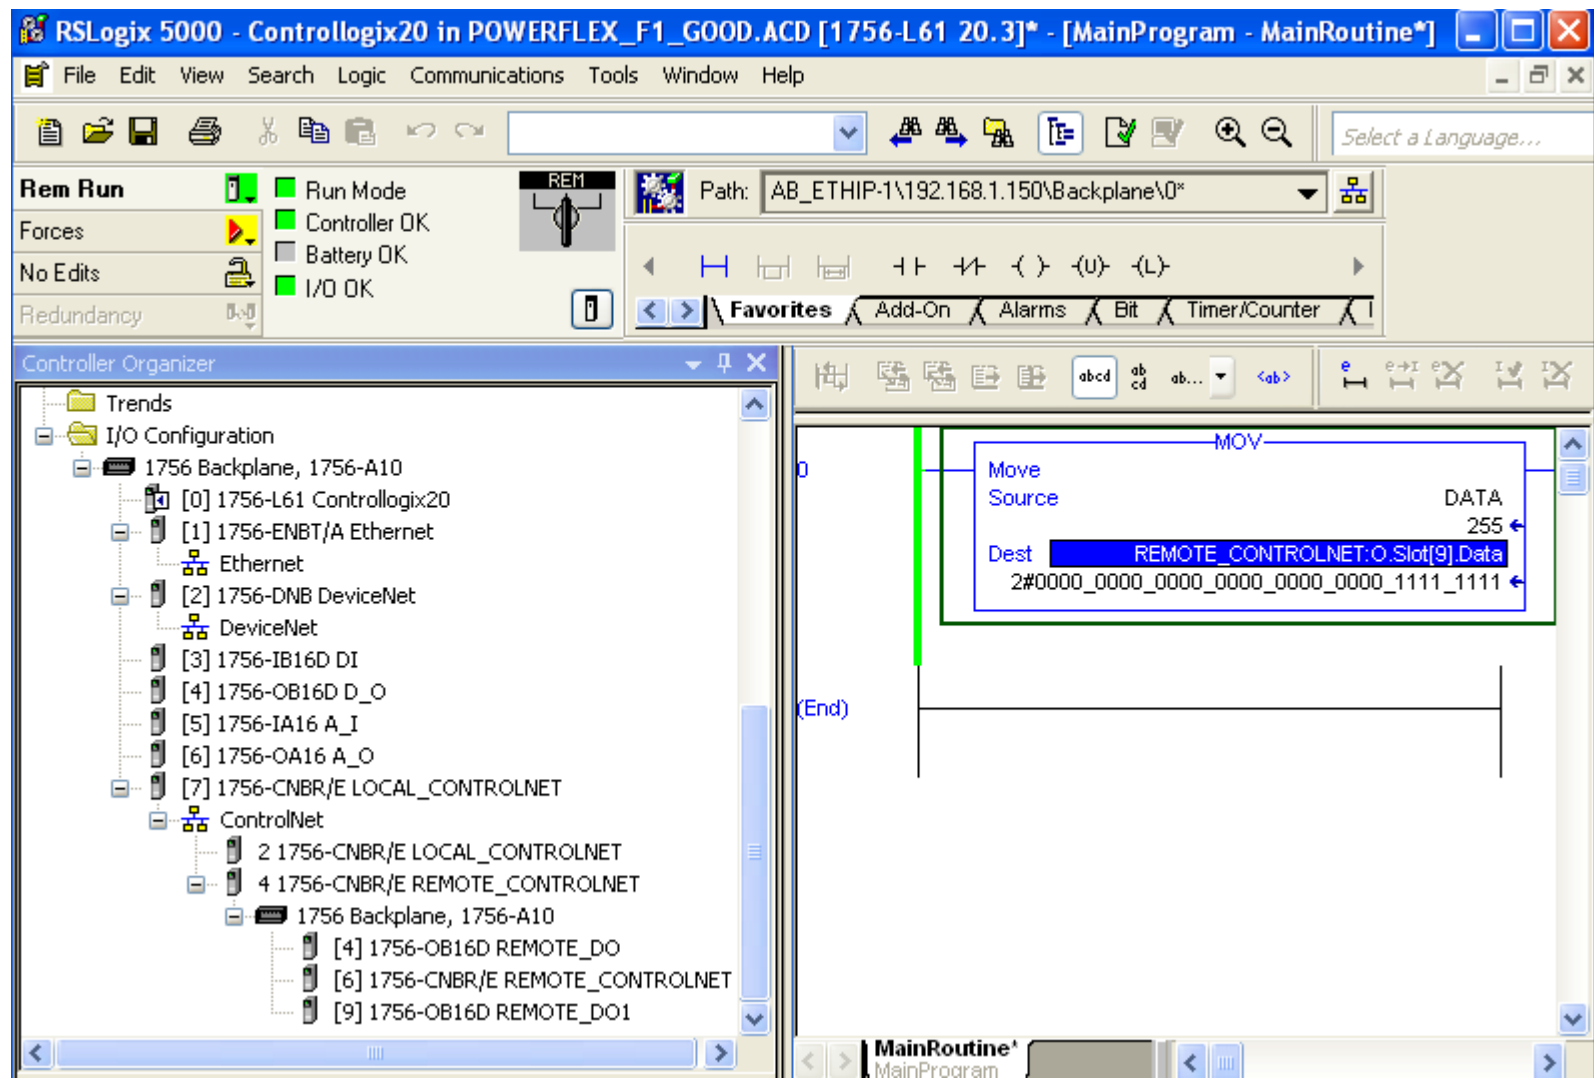 RSLogix 5000 - Controllogix20 in POWERFLEX_F1_GOOD.ACD [1756-L61 20.3]* - [MainProgram - MainRoutine*]
File Edit View Search Logic Communications Tools Window Help
Select a Language...
Rem Run
Forces
No Edits
Redundancy
Run Mode
Controller OK
Battery OK
I/O OK
REM
Path: AB_ETHIP-1\192.168.1.150\Backplane\0*
(U) (L)
Favorites Add-On Alarms Bit Timer/Counter
Controller Organizer
abcd ab cd ab... <ab>
Trends
I/O Configuration
1756 Backplane, 1756-A10
[0] 1756-L61 Controllogix20
[1] 1756-ENBT/A Ethernet
Ethernet
[2] 1756-DNB DeviceNet
DeviceNet
[3] 1756-IB16D DI
[4] 1756-OB16D D_O
[5] 1756-IA16 A_I
[6] 1756-OA16 A_O
[7] 1756-CNBR/E LOCAL_CONTROLNET
ControlNet
2 1756-CNBR/E LOCAL_CONTROLNET
4 1756-CNBR/E REMOTE_CONTROLNET
1756 Backplane, 1756-A10
[4] 1756-OB16D REMOTE_DO
[6] 1756-CNBR/E REMOTE_CONTROLNET
[9] 1756-OB16D REMOTE_DO1
0
MOV
Move
Source DATA
255
Dest REMOTE_CONTROLNET:O.Slot[9].Data
2#0000_0000_0000_0000_0000_0000_1111_1111
(End)
MainRoutine*
MainProgram